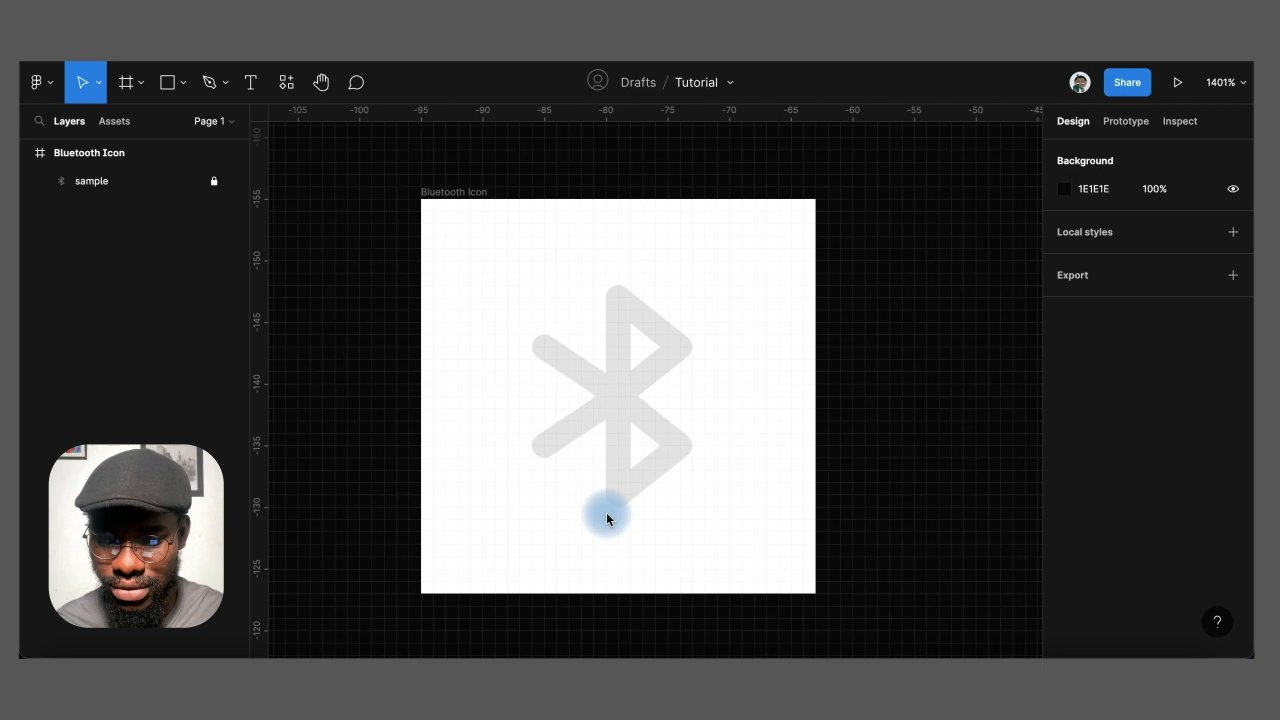 Drafts / Tutorial
Share
1401%
Layers
Assets
Page 1
Bluetooth Icon
sample
-105
-100
-95
-90
-85
-80
-75
-70
-65
-60
-55
-50
-45
-160
-155
-150
-145
-140
-135
-130
-125
-120
Bluetooth Icon
Design
Prototype
Inspect
Background
1E1E1E
100%
Local styles
Export
?